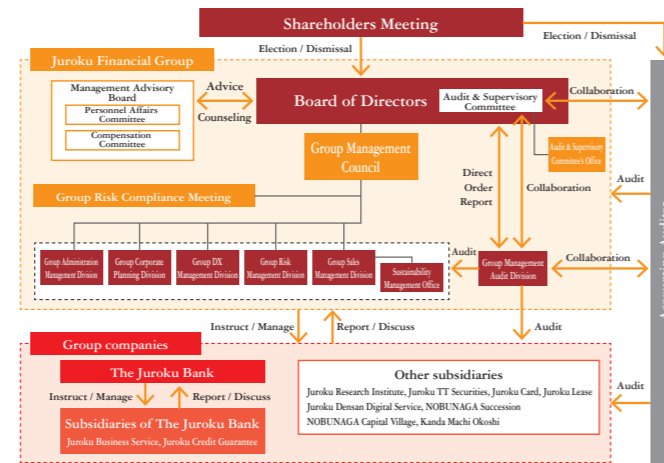 Shareholders Meeting
Election / Dismissal
Election / Dismissal
Juroku Financial Group
Management Advisory
Board
Personnel Affairs
Committee
Compensation
Committee
Advice
Counseling
Board of Directors
Audit & Supervisory
Committee
Collaboration
Group Management
Council
Audit & Supervisory
Committee's Office
Direct
Order
Report
Collaboration
Audit
Group Risk Compliance Meeting
Group Administration
Management Division
Group Corporate
Planning Division
Group DX
Management Division
Group Risk
Management Division
Group Sales
Management Division
Sustainability
Management Office
Audit
Group Management
Audit Division
Collaboration
Instruct / Manage
Report / Discuss
Audit
Group companies
The Juroku Bank
Instruct / Manage
Report / Discuss
Subsidiaries of The Juroku Bank
Juroku Business Service, Juroku Credit Guarantee
Other subsidiaries
Juroku Research Institute, Juroku TT Securities, Juroku Card, Juroku Lease
Juroku Densan Digital Service, NOBUNAGA Succession
NOBUNAGA Capital Village, Kanda Machi Okoshi
Audit